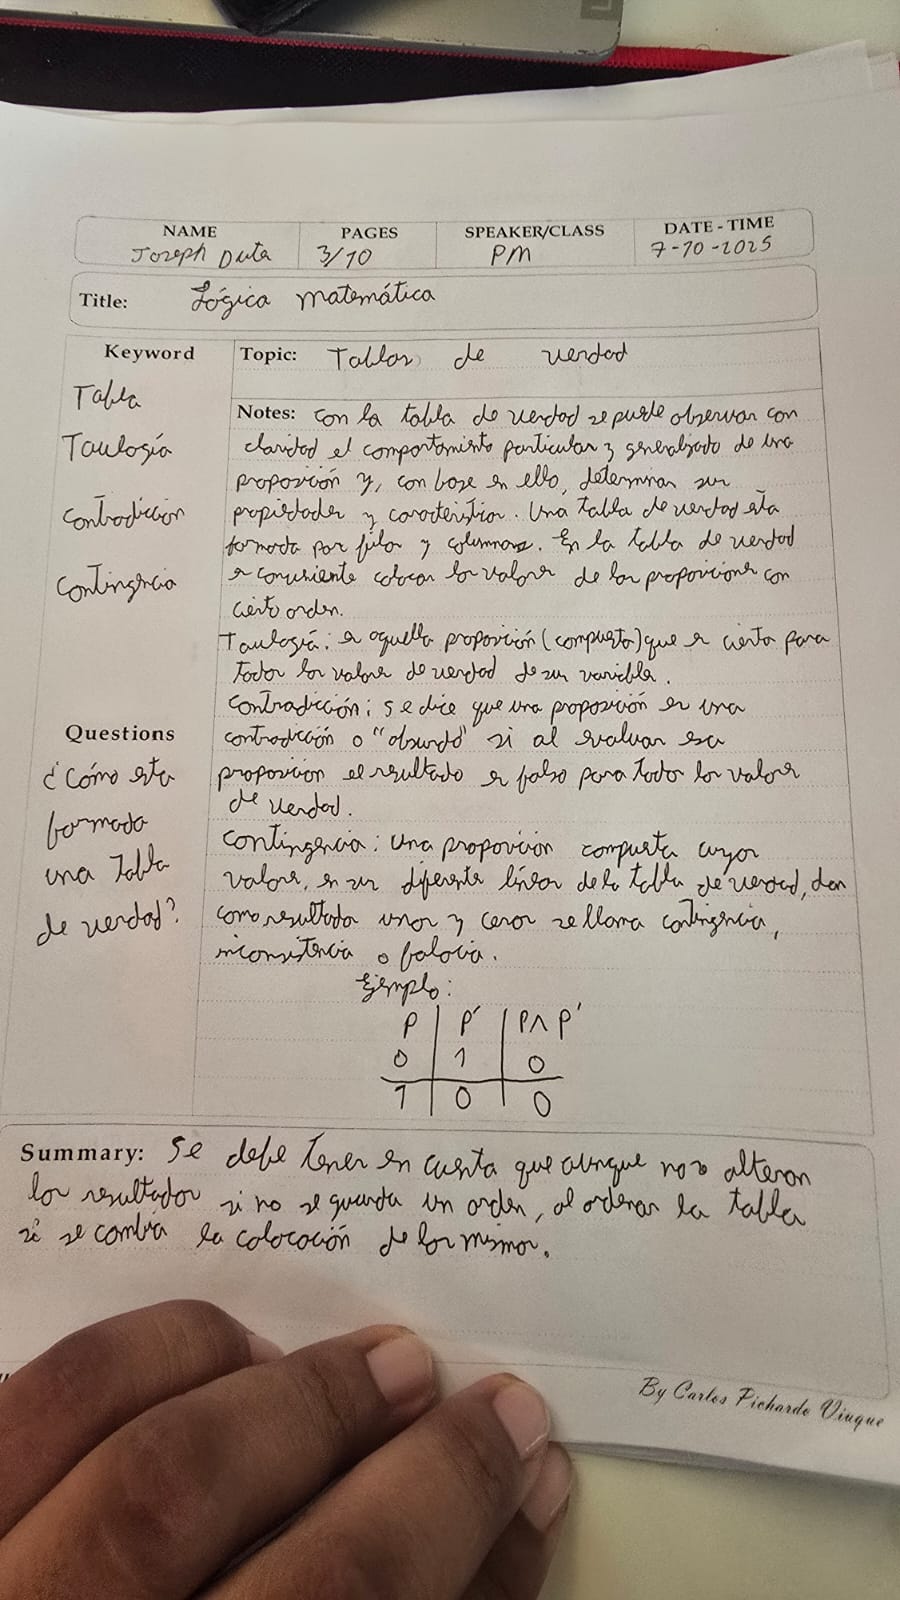 NAME PAGES SPEAKER/CLASS DATE - TIME
Joseph Duta 3/10 PM 7-10-2025
Title: Lógica matemática
Keyword
Tabla
Taulogía
Contradicción
Contingencia
Questions
¿Cómo esta
formada
una Tabla
de verdad?
Topic: Tablas de verdad
Notes: Con la tabla de verdad se puede observar con
claridad el comportamiento particular y generalizado de una
proposición y, con base en ello, determinar sus
propiedades y características. Una tabla de verdad esta
formada por filas y columnas. En la tabla de verdad
es conveniente colocar los valores de las proposiciones con
cierto orden.
Taulogía: es aquella proposición (compuesta) que es cierta para
todos los valores de verdad de sus variables.
Contradicción: Se dice que una proposición es una
contradicción o "absurdo" si al evaluar esa
proposición el resultado es falso para todos los valores
de verdad.
Contingencia: Una proposición compuesta cuyos
valores, en sus diferentes líneas de la tabla de verdad, dan
como resultado unos y ceros se llama contingencia,
inconsistencia o falacia.
Ejemplo:
P | P' | P ∧ P'
0 | 1 | 0
1 | 0 | 0
Summary: Se debe tener en cuenta que aunque no alteran
los resultados si no se guarda un orden, al ordenar la tabla
si se cambia la colocación de los mismos.
By Carlos Pichardo Viuque